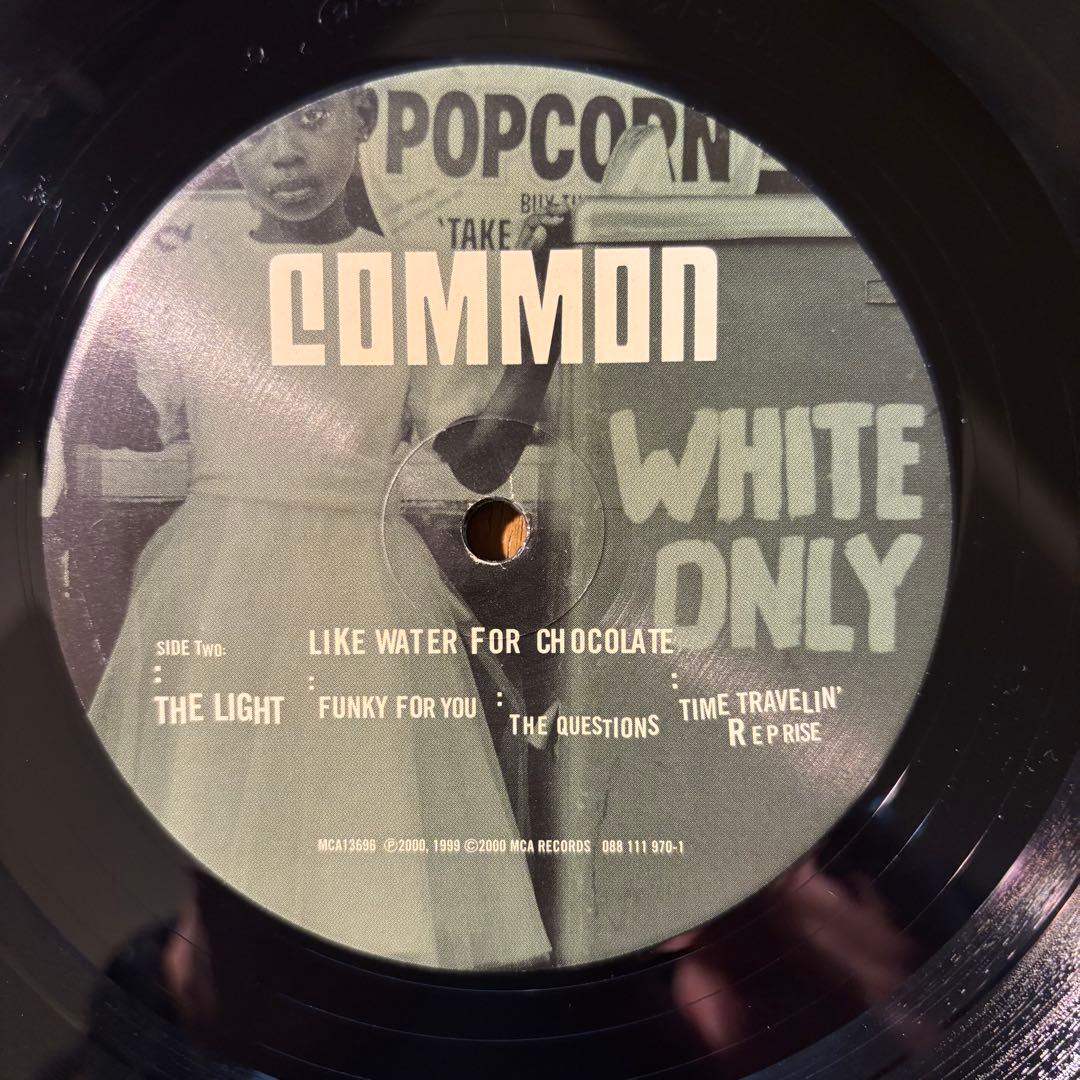 POPCORN
'TAKE
COMMON
WHITE
ONLY
SIDE TWO:
LIKE WATER FOR CHOCOLATE
: THE LIGHT
: FUNKY FOR YOU
: THE QUESTIONS
: TIME TRAVELIN'
REPRISE
MCA13696 ℗2000, 1999 ©2000 MCA RECORDS 088 111 970-1